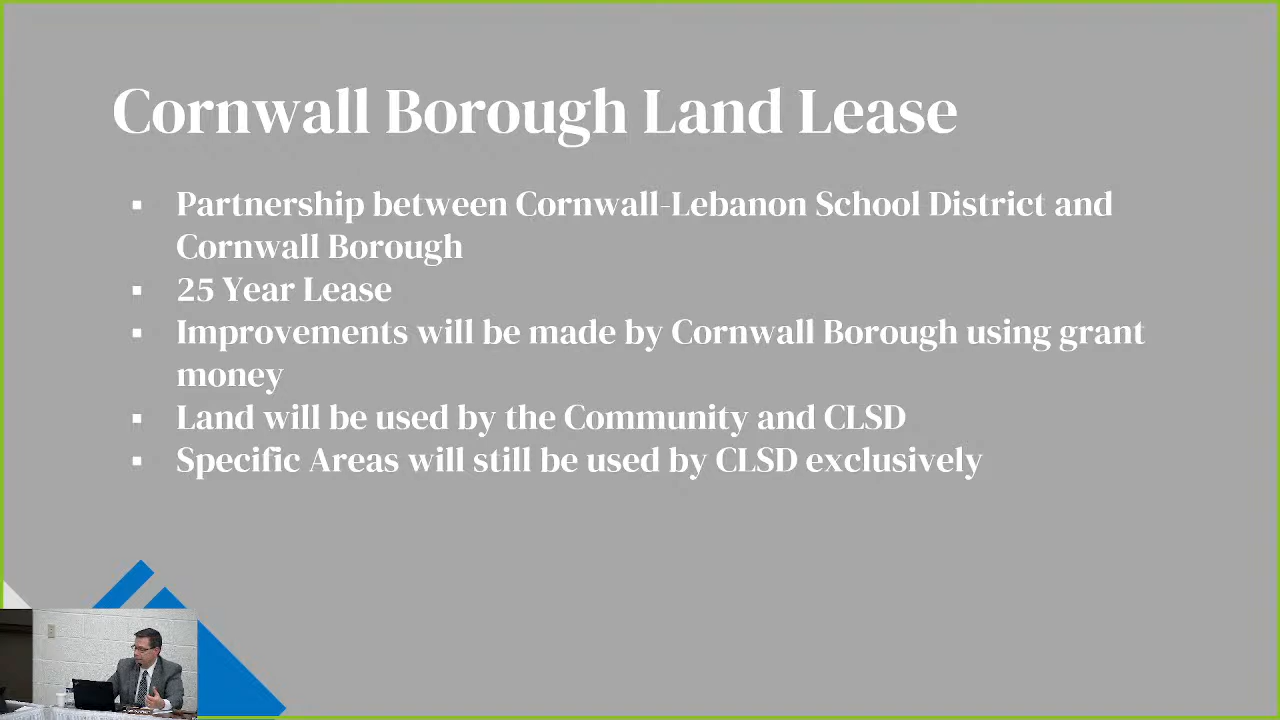 Cornwall Borough Land Lease
▪ Partnership between Cornwall-Lebanon School District and
Cornwall Borough
▪ 25 Year Lease
▪ Improvements will be made by Cornwall Borough using grant
money
▪ Land will be used by the Community and CLSD
▪ Specific Areas will still be used by CLSD exclusively